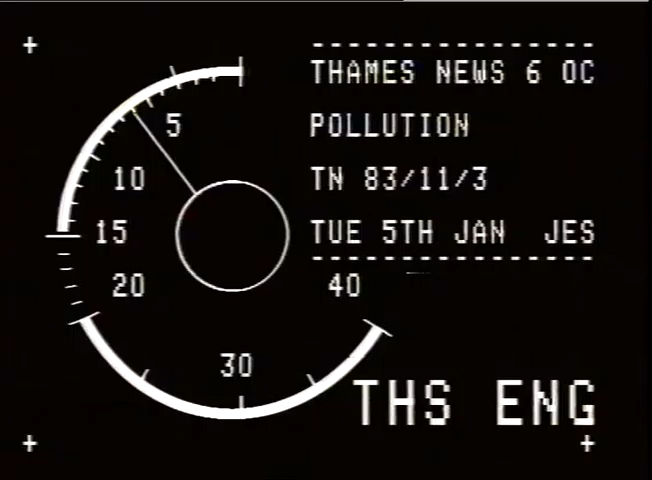 THAMES NEWS 6 OC
POLLUTION
TN 83/11/3
TUE 5TH JAN JES
5
10
15
20
30
40
THS ENG